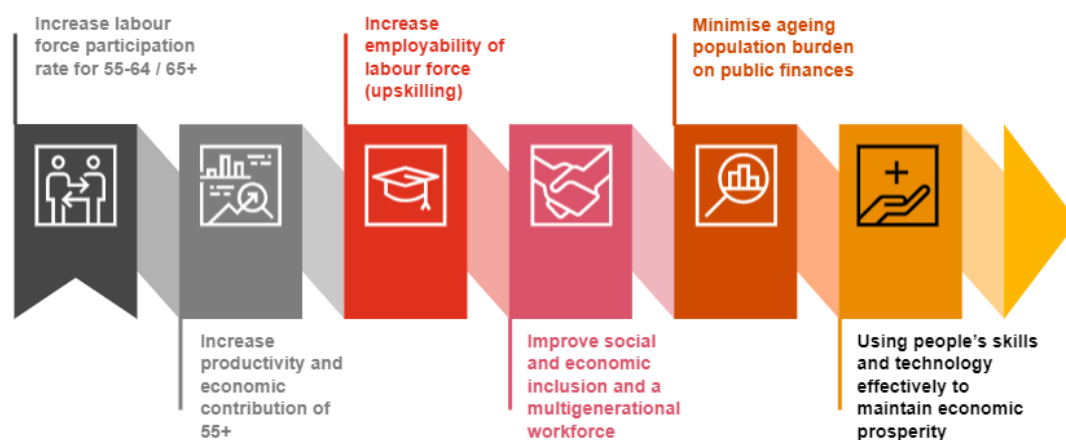 Increase labour
force participation
rate for 55-64 / 65+
Increase
productivity and
economic
contribution of
55+
Increase
employability of
labour force
(upskilling)
Improve social
and economic
inclusion and a
multigenerational
workforce
Minimise ageing
population burden
on public finances
Using people's skills
and technology
effectively to
maintain economic
prosperity